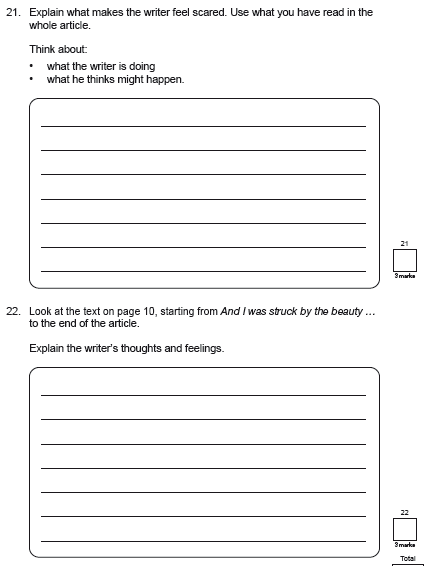 21. Explain what makes the writer feel scared. Use what you have read in the
whole article.
Think about:
• what the writer is doing
• what he thinks might happen.
21
3 marks
22. Look at the text on page 10, starting from And I was struck by the beauty ...
to the end of the article.
Explain the writer's thoughts and feelings.
22
3 marks
Total